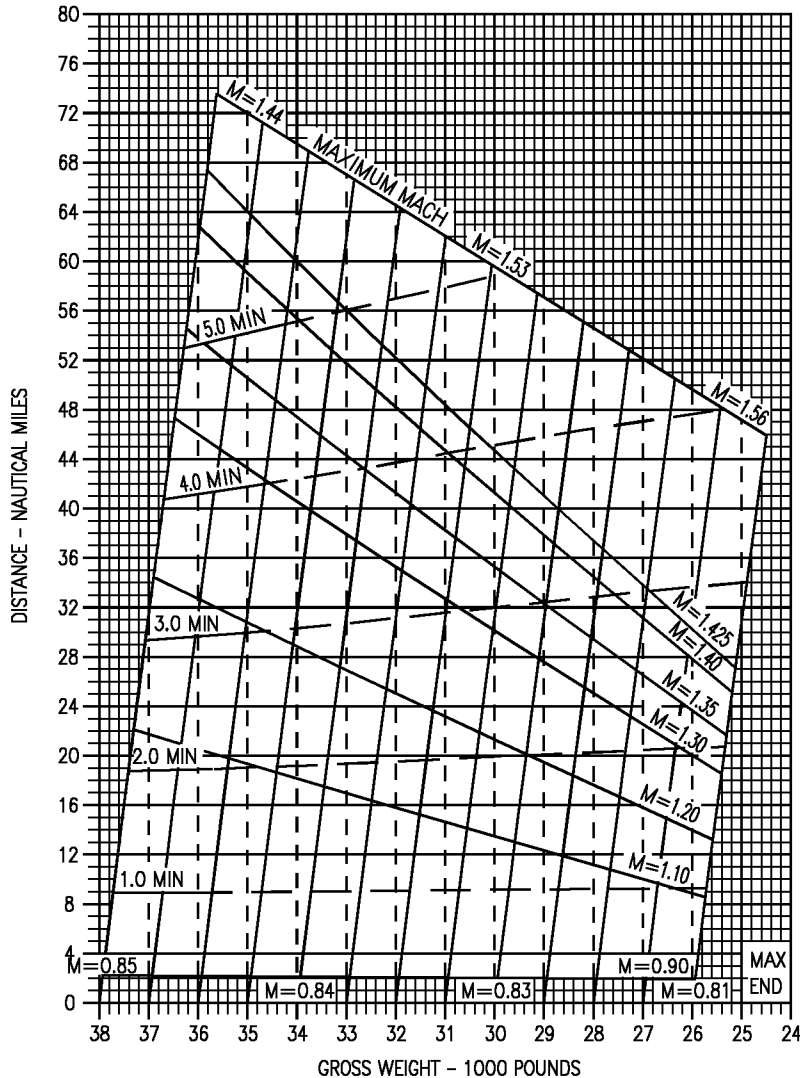 80
76
72
68
64
60
56
52
48
44
40
36
32
28
24
20
16
12
8
4
0
DISTANCE - NAUTICAL MILES
M=1.44
MAXIMUM MACH
M=1.53
M=1.56
5.0 MIN
4.0 MIN
3.0 MIN
2.0 MIN
1.0 MIN
M=1.425
M=1.40
M=1.35
M=1.30
M=1.20
M=1.10
M=0.85
M=0.90
MAX
END
M=0.84
M=0.83
M=0.81
38 37 36 35 34 33 32 31 30 29 28 27 26 25 24
GROSS WEIGHT - 1000 POUNDS